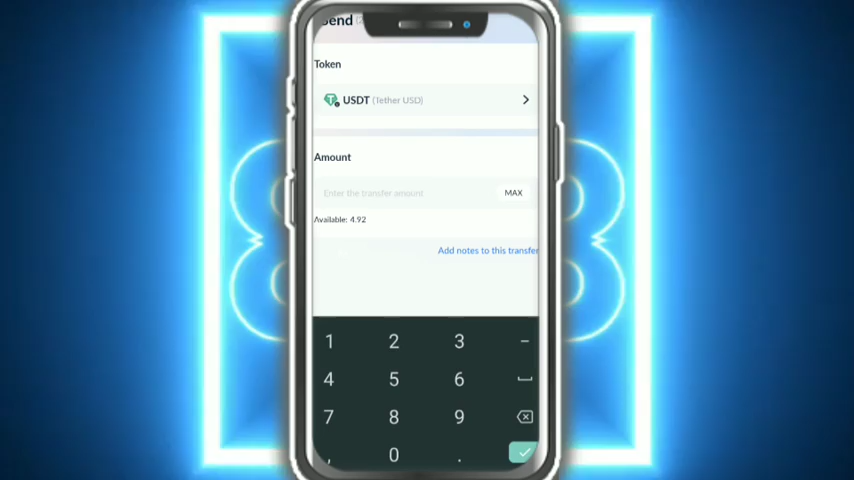 Send
Token
USDT (Tether USD)
Amount
Enter the transfer amount MAX
Available: 4.92
Add notes to this transfer
1 2 3 -
4 5 6
7 8 9
, 0 .